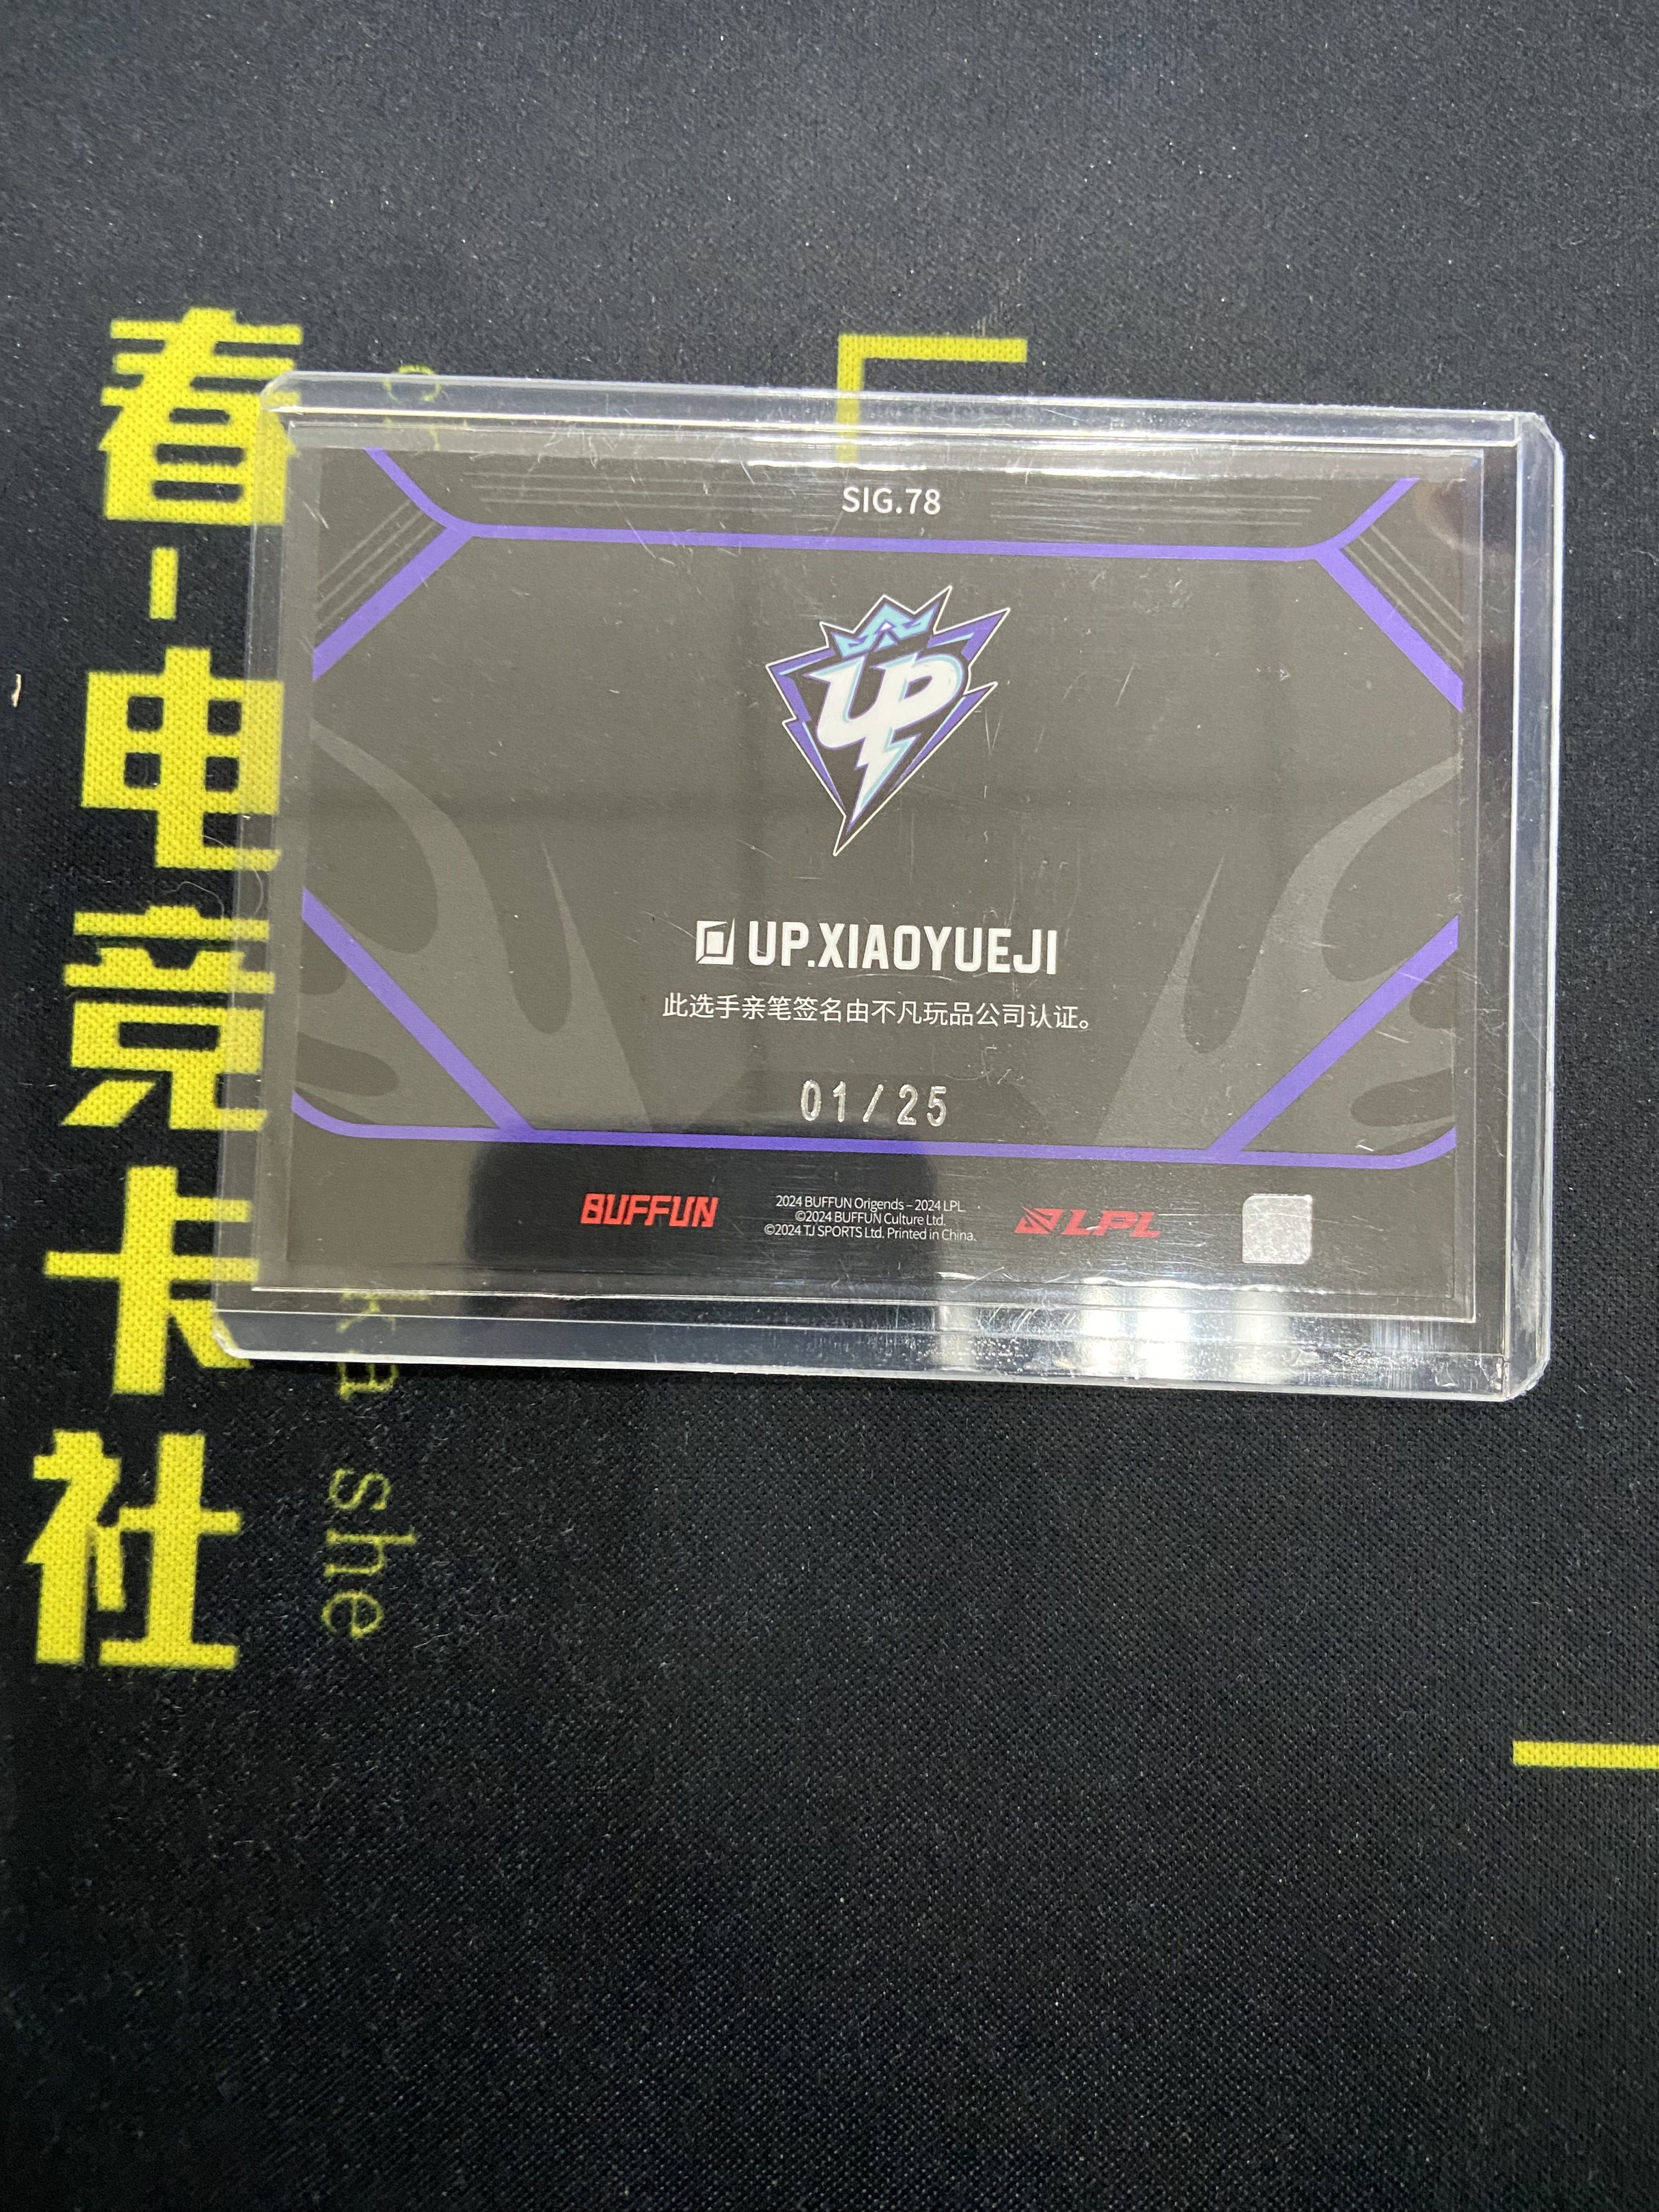 春-电竞卡社
ka she
SIG.78
UP
UP.XIAOYUEJI
此选手亲笔签名由不凡玩品公司认证。
01/25
BUFFUN
2024 BUFFUN Origends – 2024 LPL
©2024 BUFFUN Culture Ltd.
©2024 TJ SPORTS Ltd. Printed in China.
LPL